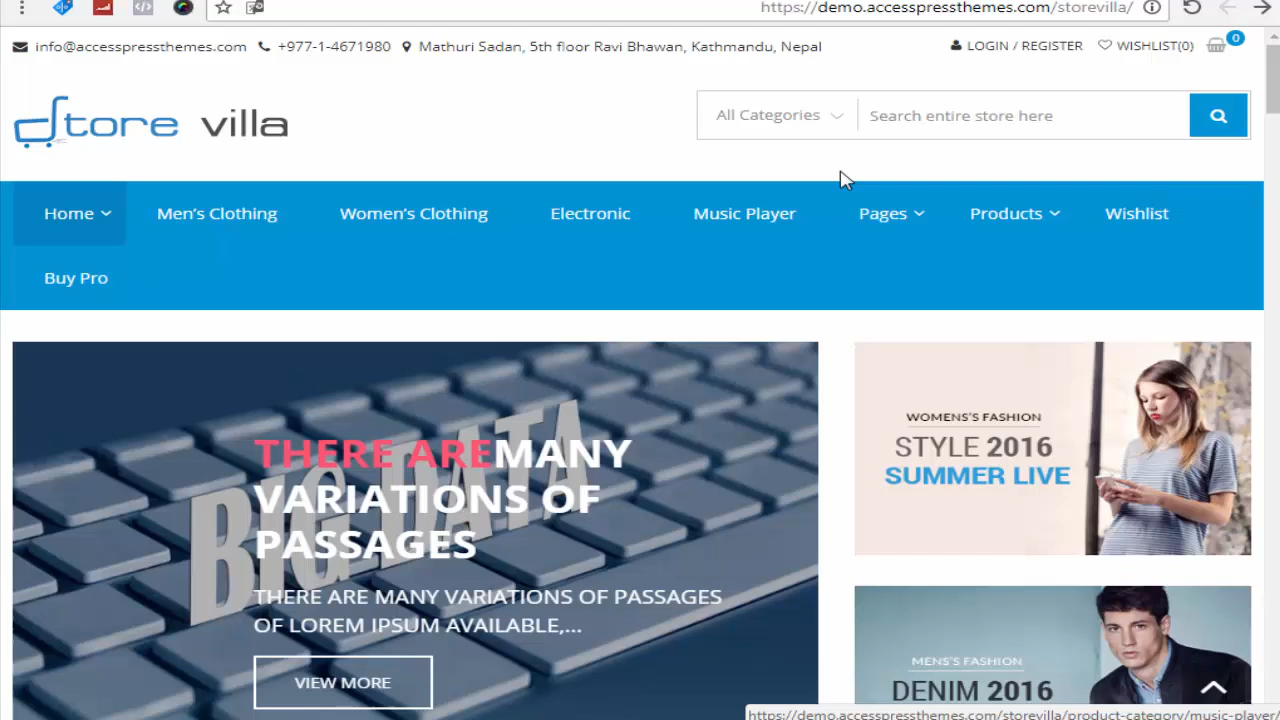 https://demo.accesspressthemes.com/storevilla/
info@accesspressthemes.com +977-1-4671980 Mathuri Sadan, 5th floor Ravi Bhawan, Kathmandu, Nepal
LOGIN / REGISTER WISHLIST(0) 0
store villa
All Categories Search entire store here
Home Men's Clothing Women's Clothing Electronic Music Player Pages Products Wishlist
Buy Pro
BIG DATA
THERE AREMANY
VARIATIONS OF
PASSAGES
THERE ARE MANY VARIATIONS OF PASSAGES
OF LOREM IPSUM AVAILABLE,...
VIEW MORE
WOMENS'S FASHION
STYLE 2016
SUMMER LIVE
MENS'S FASHION
DENIM 2016
https://demo.accesspressthemes.com/storevilla/product-category/music-player/